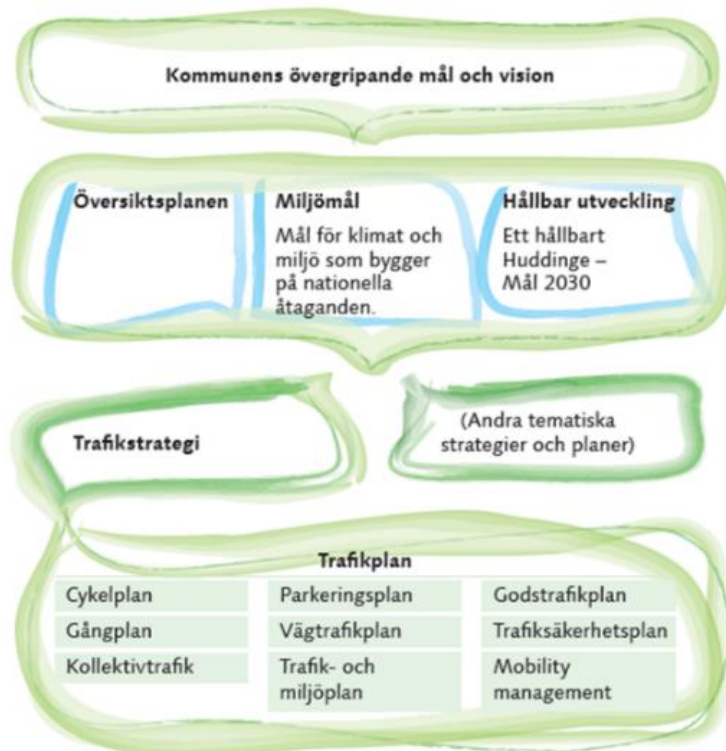 Kommunens övergripande mål och vision
Översiktsplanen
Miljömål
Mål för klimat och
miljö som bygger
på nationella
åtaganden.
Hållbar utveckling
Ett hållbart
Huddinge –
Mål 2030
Trafikstrategi
(Andra tematiska
strategier och planer)
Trafikplan
Cykelplan
Parkeringsplan
Godstrafikplan
Gångplan
Vägtrafikplan
Trafiksäkerhetsplan
Kollektivtrafik
Trafik- och
miljöplan
Mobility
management